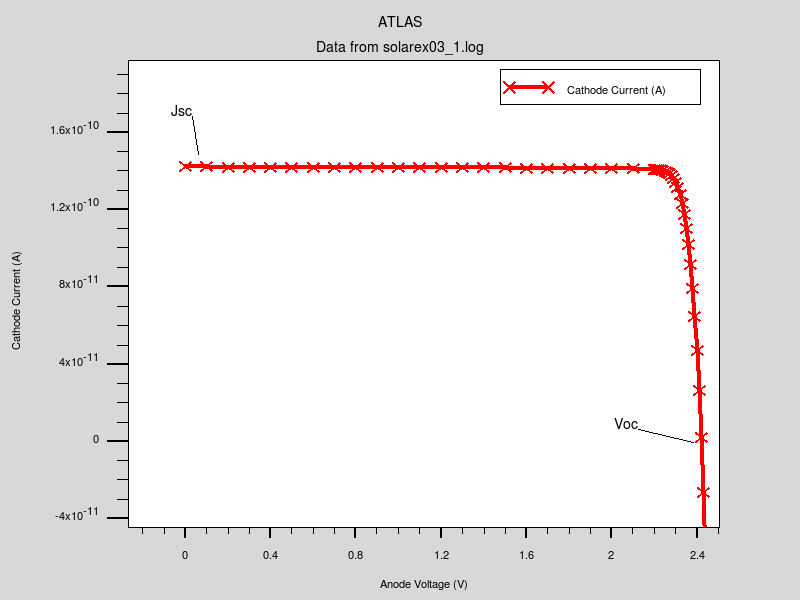 ATLAS
Data from solarex03_1.log
Cathode Current (A)
Jsc
1.6x10-10
1.2x10-10
8x10-11
4x10-11
0
-4x10-11
Cathode Current (A)
Voc
0
0.4
0.8
1.2
1.6
2
2.4
Anode Voltage (V)